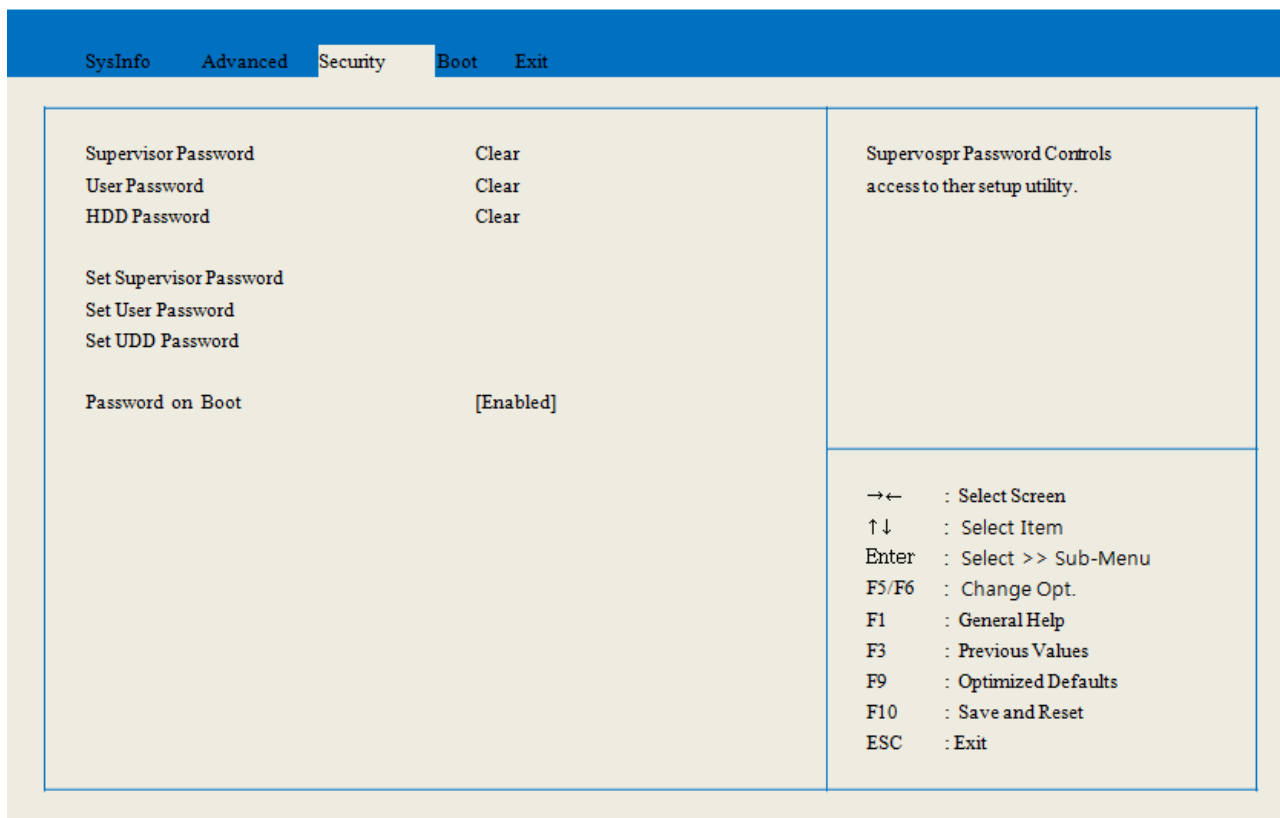 SysInfo Advanced Security Boot Exit
Supervisor Password Clear
User Password Clear
HDD Password Clear
Set Supervisor Password
Set User Password
Set UDD Password
Password on Boot [Enabled]
Supervospr Password Controls
access to ther setup utility.
→← : Select Screen
↑↓ : Select Item
Enter : Select >> Sub-Menu
F5/F6 : Change Opt.
F1 : General Help
F3 : Previous Values
F9 : Optimized Defaults
F10 : Save and Reset
ESC : Exit